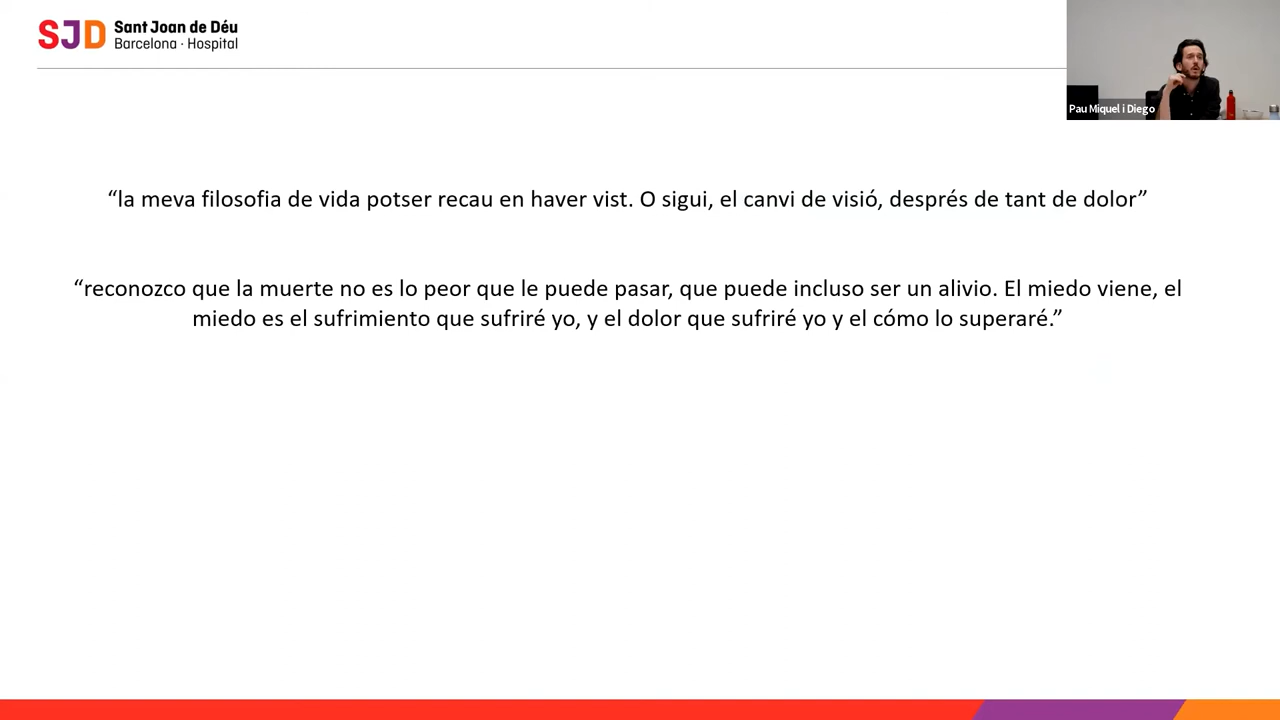 SJD Sant Joan de Déu
Barcelona · Hospital
Pau Miquel i Diego
“la meva filosofia de vida potser recau en haver vist. O sigui, el canvi de visió, després de tant de dolor”
“reconozco que la muerte no es lo peor que le puede pasar, que puede incluso ser un alivio. El miedo viene, el
miedo es el sufrimiento que sufriré yo, y el dolor que sufriré yo y el cómo lo superaré.”